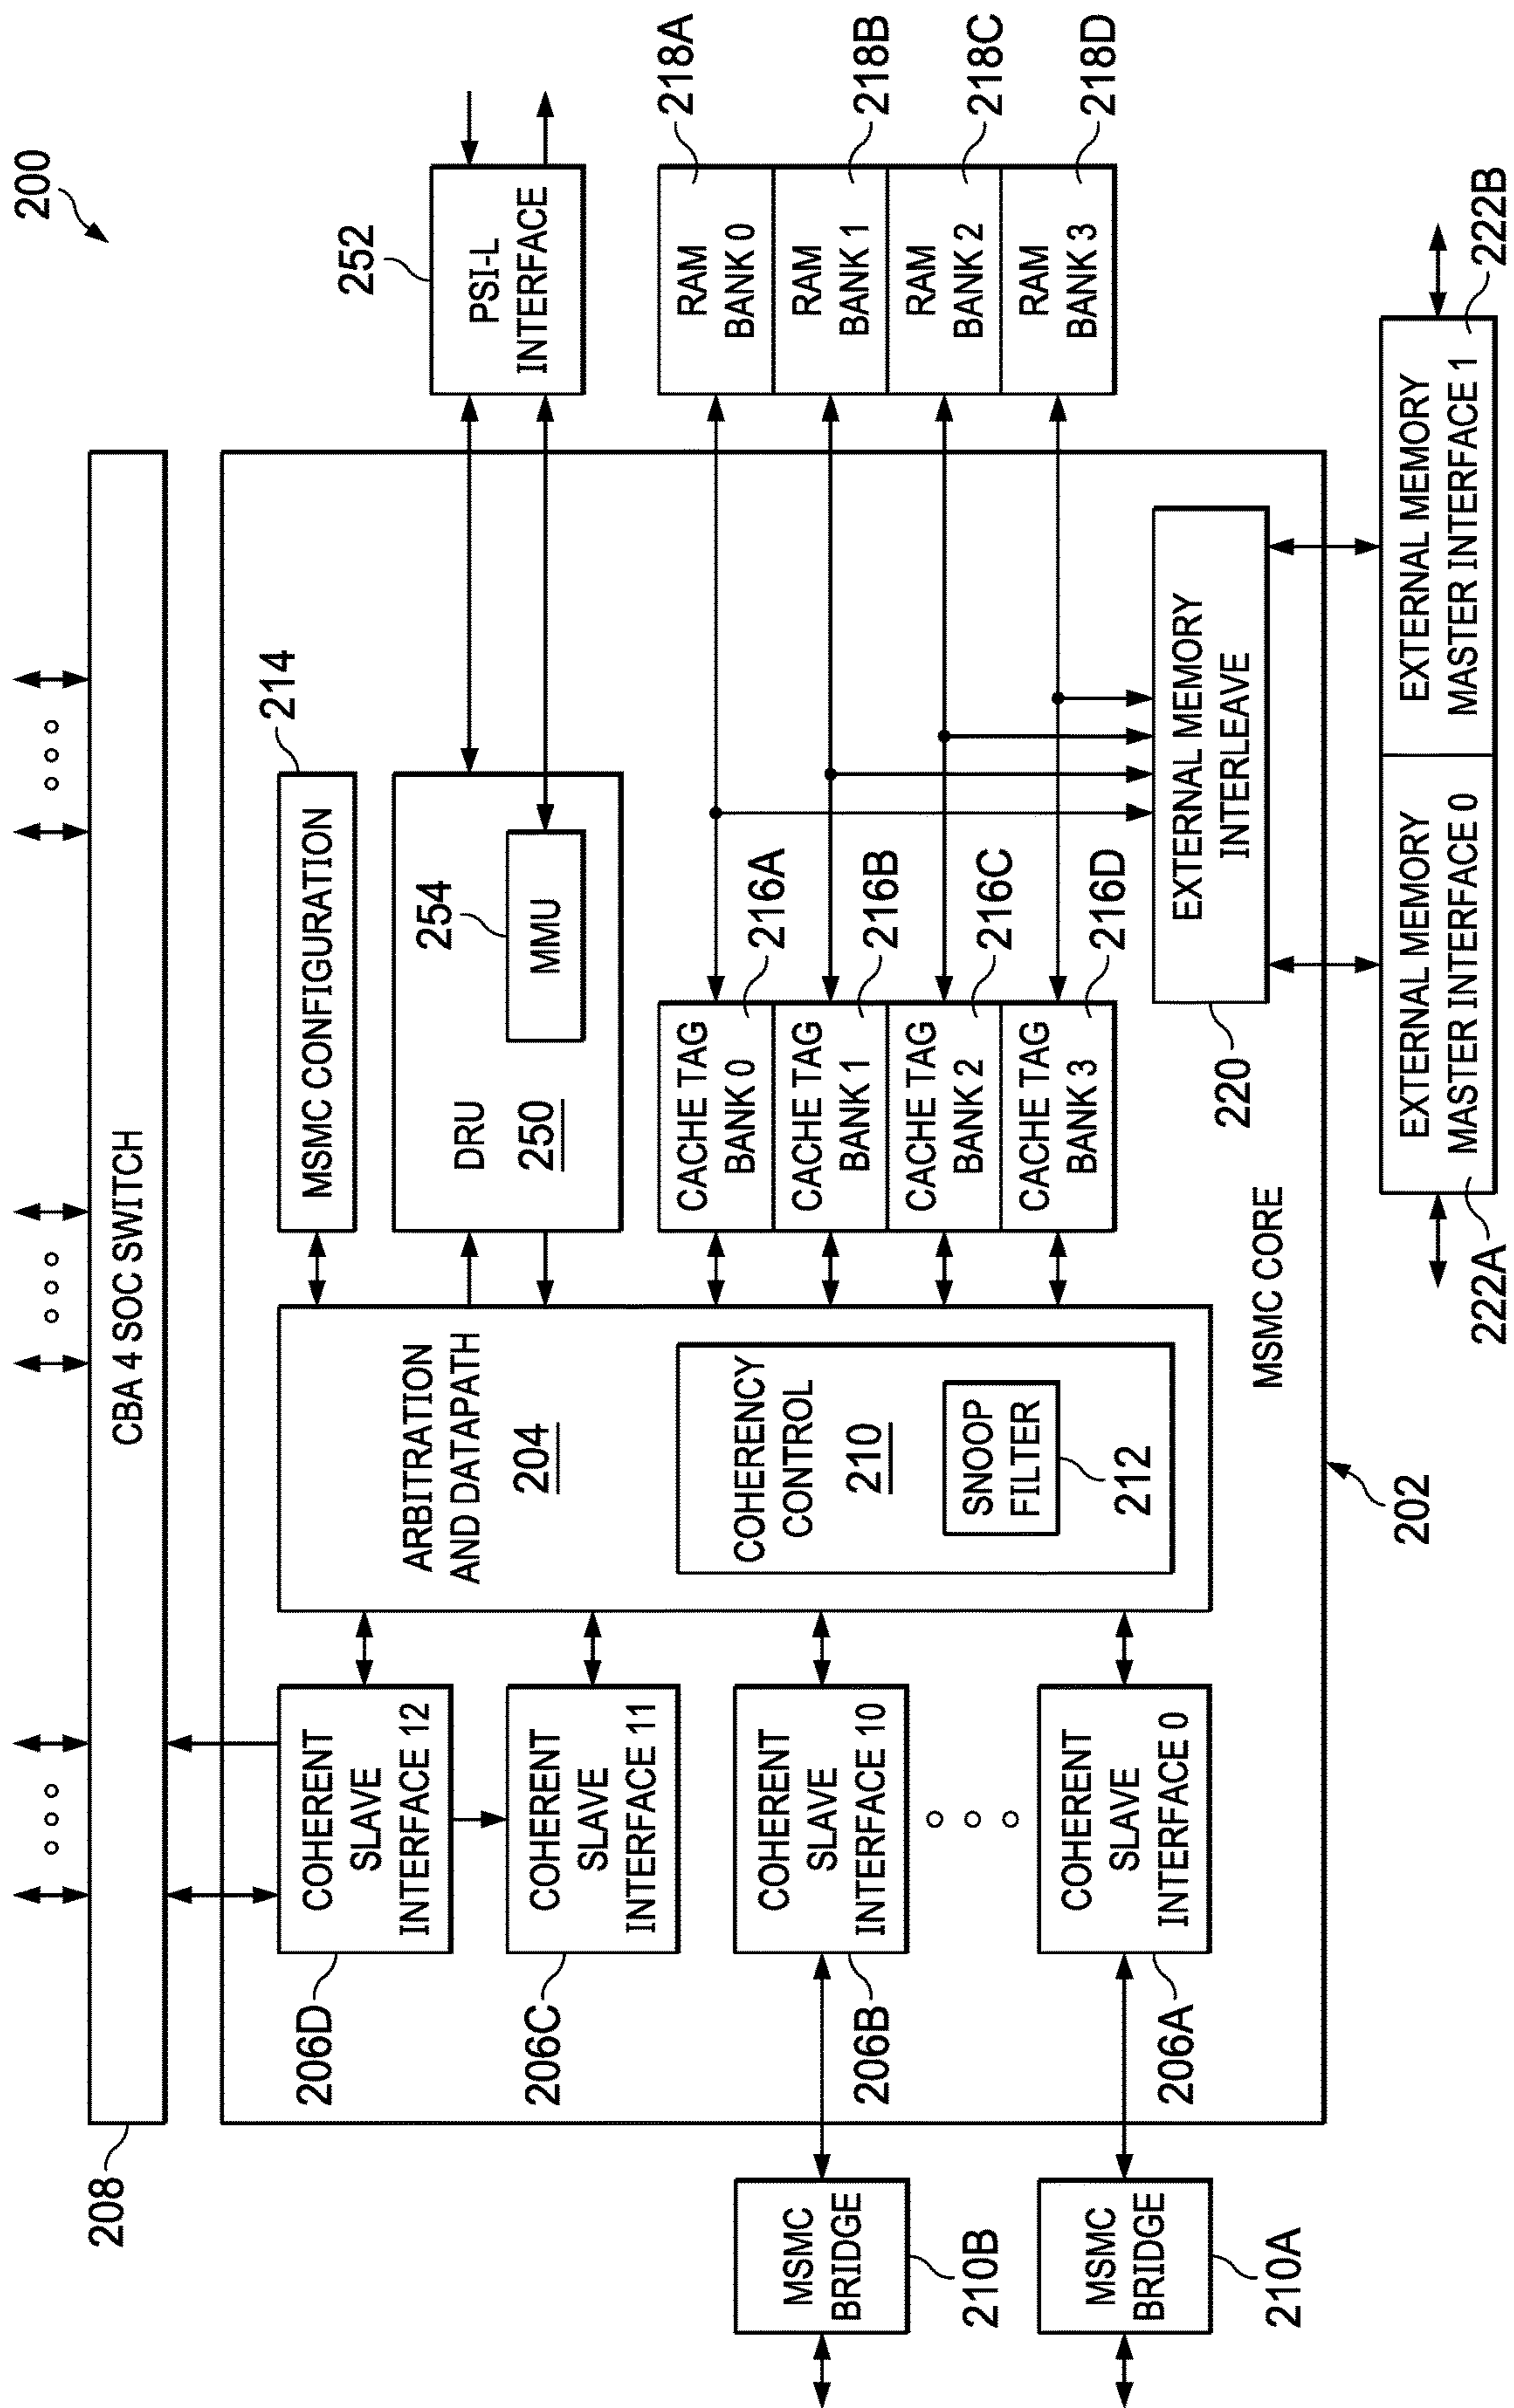 200
CBA 4 SOC SWITCH
208
MSMC CONFIGURATION
214
PSI-L
INTERFACE
252
COHERENT
SLAVE
INTERFACE 12
206D
COHERENT
SLAVE
INTERFACE 11
206C
COHERENT
SLAVE
INTERFACE 10
206B
COHERENT
SLAVE
INTERFACE 0
206A
MSMC
BRIDGE
210B
MSMC
BRIDGE
210A
ARBITRATION
AND DATAPATH
204
COHERENCY
CONTROL
210
SNOOP
FILTER
212
DRU
250
MMU
254
CACHE TAG
BANK 0
216A
CACHE TAG
BANK 1
216B
CACHE TAG
BANK 2
216C
CACHE TAG
BANK 3
216D
RAM
BANK 0
218A
RAM
BANK 1
218B
RAM
BANK 2
218C
RAM
BANK 3
218D
EXTERNAL MEMORY
INTERLEAVE
220
MSMC CORE
202
EXTERNAL MEMORY
MASTER INTERFACE 0
222A
EXTERNAL MEMORY
MASTER INTERFACE 1
222B